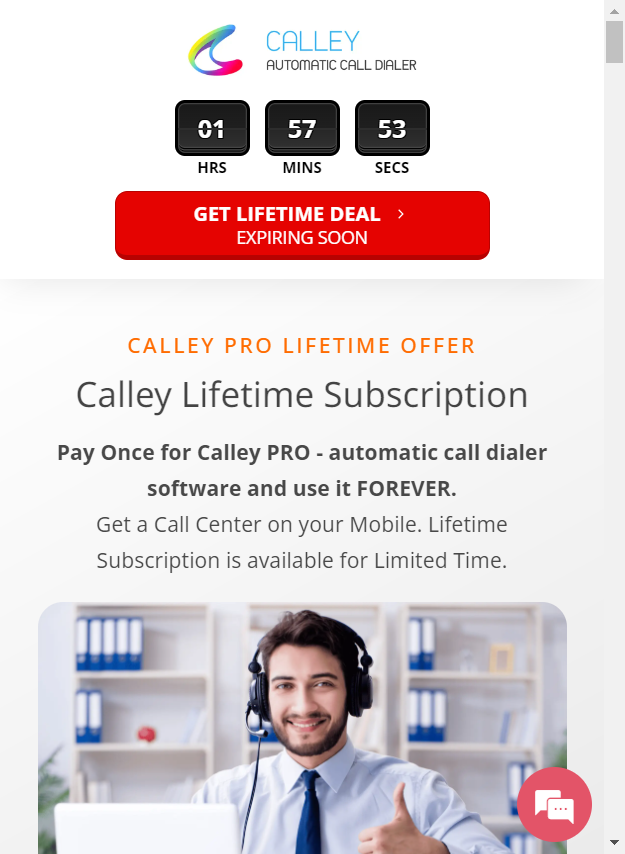 CALLEY
AUTOMATIC CALL DIALER
01 57 53
HRS MINS SECS
GET LIFETIME DEAL
EXPIRING SOON
CALLEY PRO LIFETIME OFFER
Calley Lifetime Subscription
Pay Once for Calley PRO - automatic call dialer
software and use it FOREVER.
Get a Call Center on your Mobile. Lifetime
Subscription is available for Limited Time.